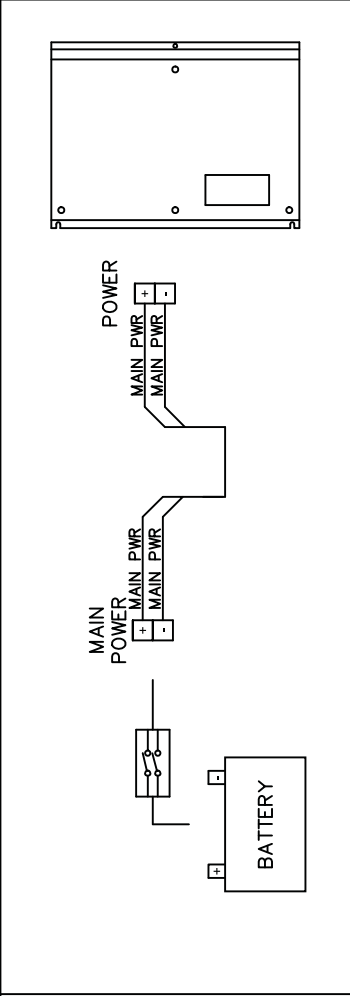 POWER
+
-
MAIN PWR
MAIN PWR
MAIN PWR
MAIN PWR
MAIN
POWER
+
-
-
+
BATTERY